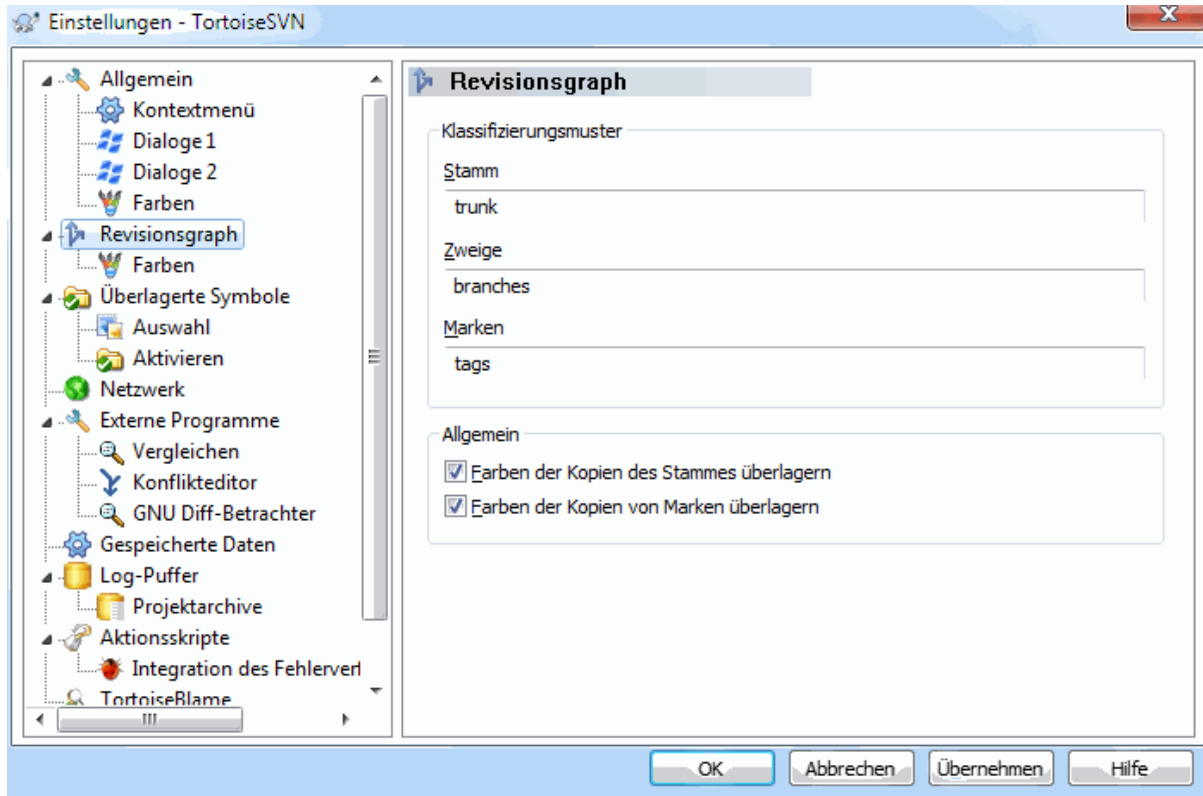 Einstellungen - TortoiseSVN
Allgemein
Kontextmenü
Dialoge 1
Dialoge 2
Farben
Revisionsgraph
Farben
Überlagerte Symbole
Auswahl
Aktivieren
Netzwerk
Externe Programme
Vergleichen
Konflikteditor
GNU Diff-Betrachter
Gespeicherte Daten
Log-Puffer
Projektarchive
Aktionsskripte
Integration des Fehlerverf
TortoiseBlame
Revisionsgraph
Klassifizierungsmuster
Stamm
trunk
Zweige
branches
Marken
tags
Allgemein
Farben der Kopien des Stammes überlagern
Farben der Kopien von Marken überlagern
OK
Abbrechen
Übernehmen
Hilfe